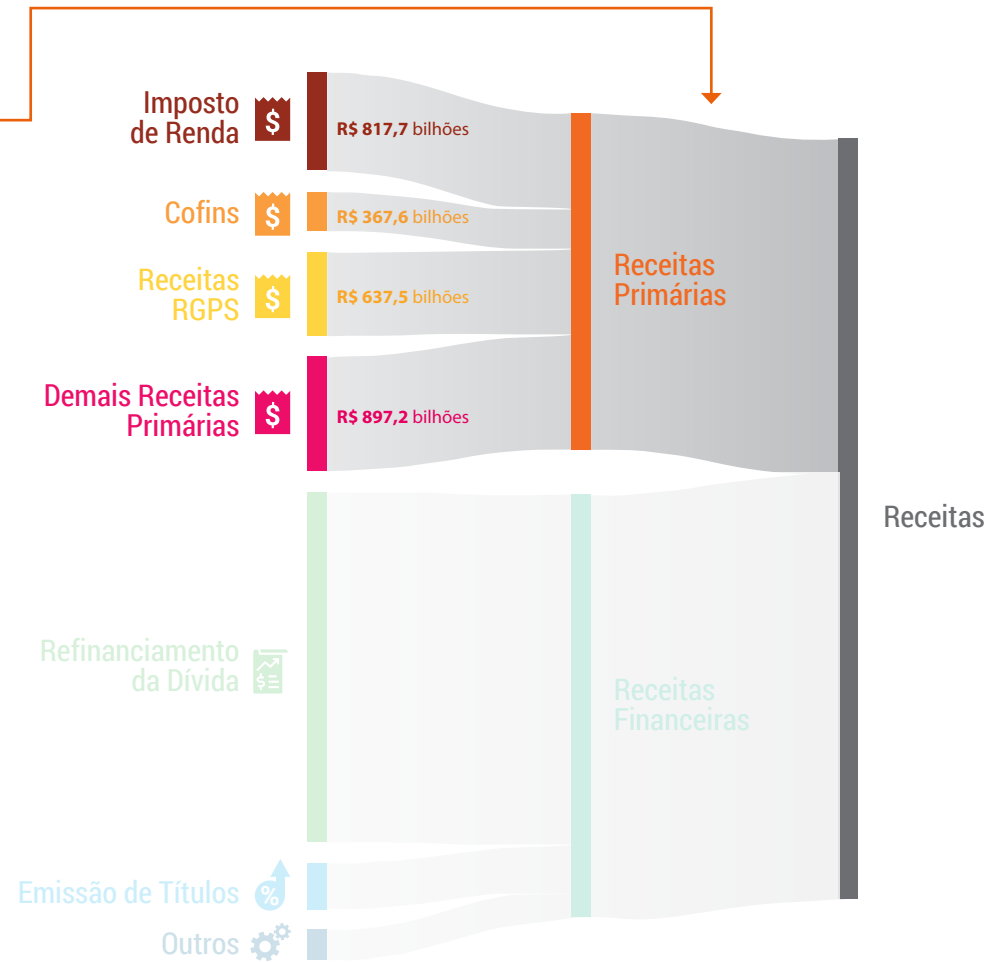 Imposto
de Renda
$
R$ 817,7 bilhões
Cofins
$
R$ 367,6 bilhões
Receitas
RGPS
$
R$ 637,5 bilhões
Receitas
Primárias
Demais Receitas
Primárias
$
R$ 897,2 bilhões
Receitas
Refinanciamento
da Dívida
$
Receitas
Financeiras
Emissão de Títulos
%
Outros